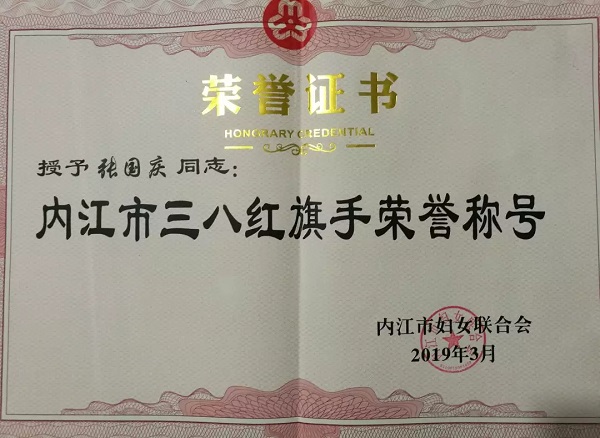 荣誉证书
HONORARY CREDENTIAL
授予张国庆同志：
内江市三八红旗手荣誉称号
内江市妇女联合会
2019年3月